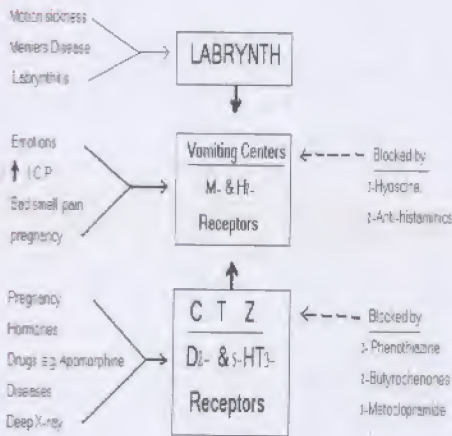 Motion sickness
Meniers Disease
Labrynthitis
LABRYNTH
Emotions
↑ I.C.P
Bad smell pain
pregnancy
Vomiting Centers
M- & H1-
Receptors
Blocked by
1-Hyoscine.
2-Anti-histaminics
Pregnancy
Hormones
Drugs e.g. Apomorphine
Diseases
Deep X-ray
C T Z
D2- & 5-HT3-
Receptors
Blocked by
1- Phenothiazine
2-Butyrochenones
3-Metoclopramide